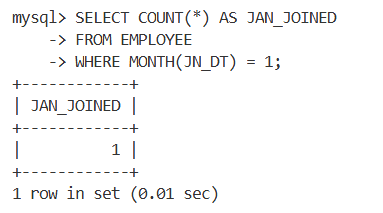 mysql> SELECT COUNT(*) AS JAN_JOINED
    -> FROM EMPLOYEE
    -> WHERE MONTH(JN_DT) = 1;
+------------+
| JAN_JOINED |
+------------+
|          1 |
+------------+
1 row in set (0.01 sec)